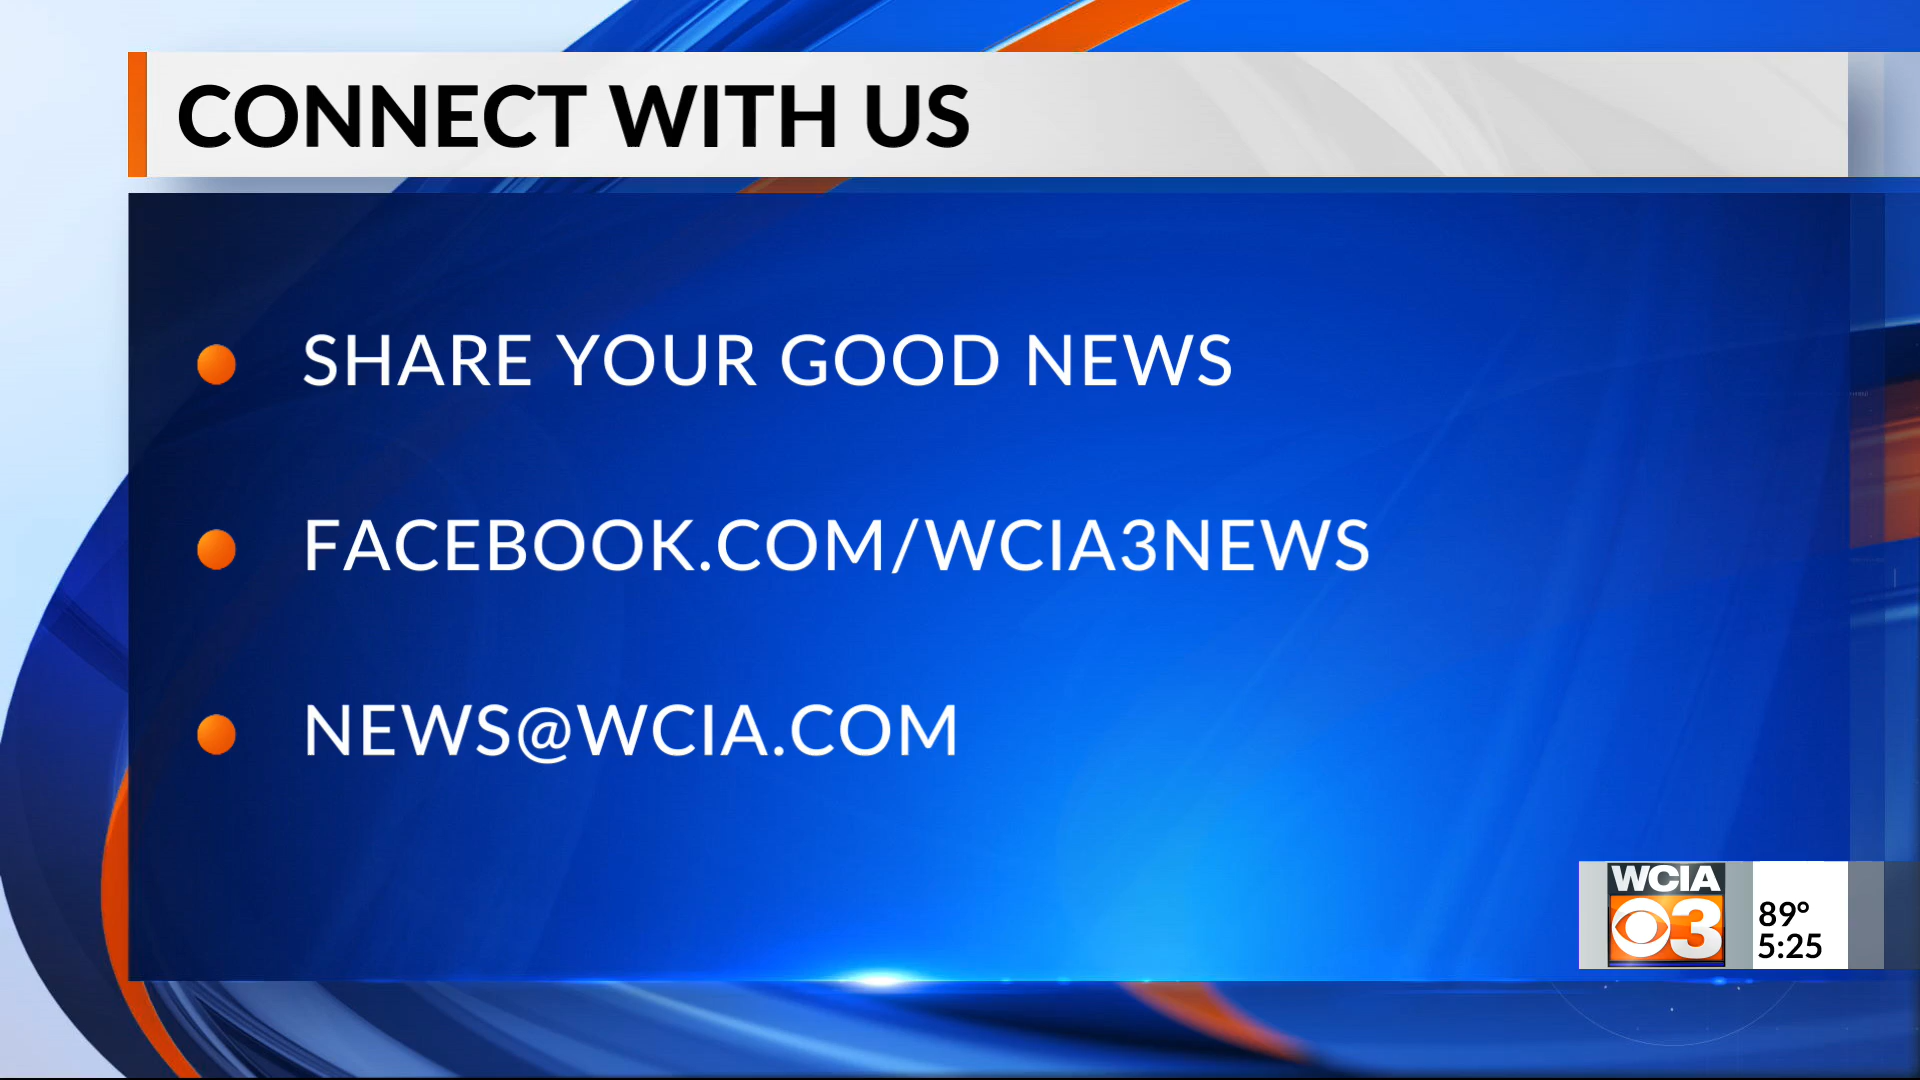 CONNECT WITH US
SHARE YOUR GOOD NEWS
FACEBOOK.COM/WCIA3NEWS
NEWS@WCIA.COM
WCIA
3
89°
5:25